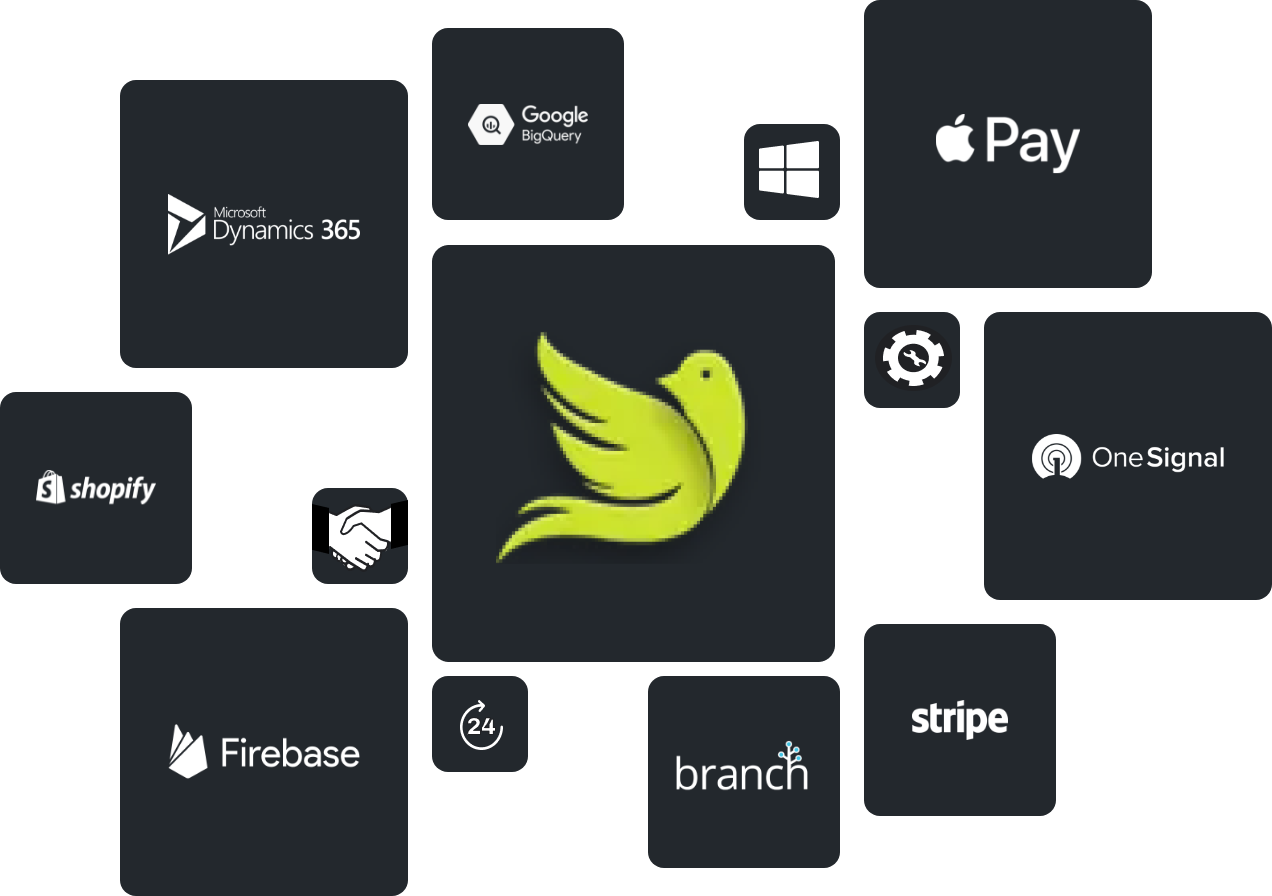 Google
BigQuery
Pay
Microsoft
Dynamics 365
OneSignal
shopify
stripe
24
Firebase
branch